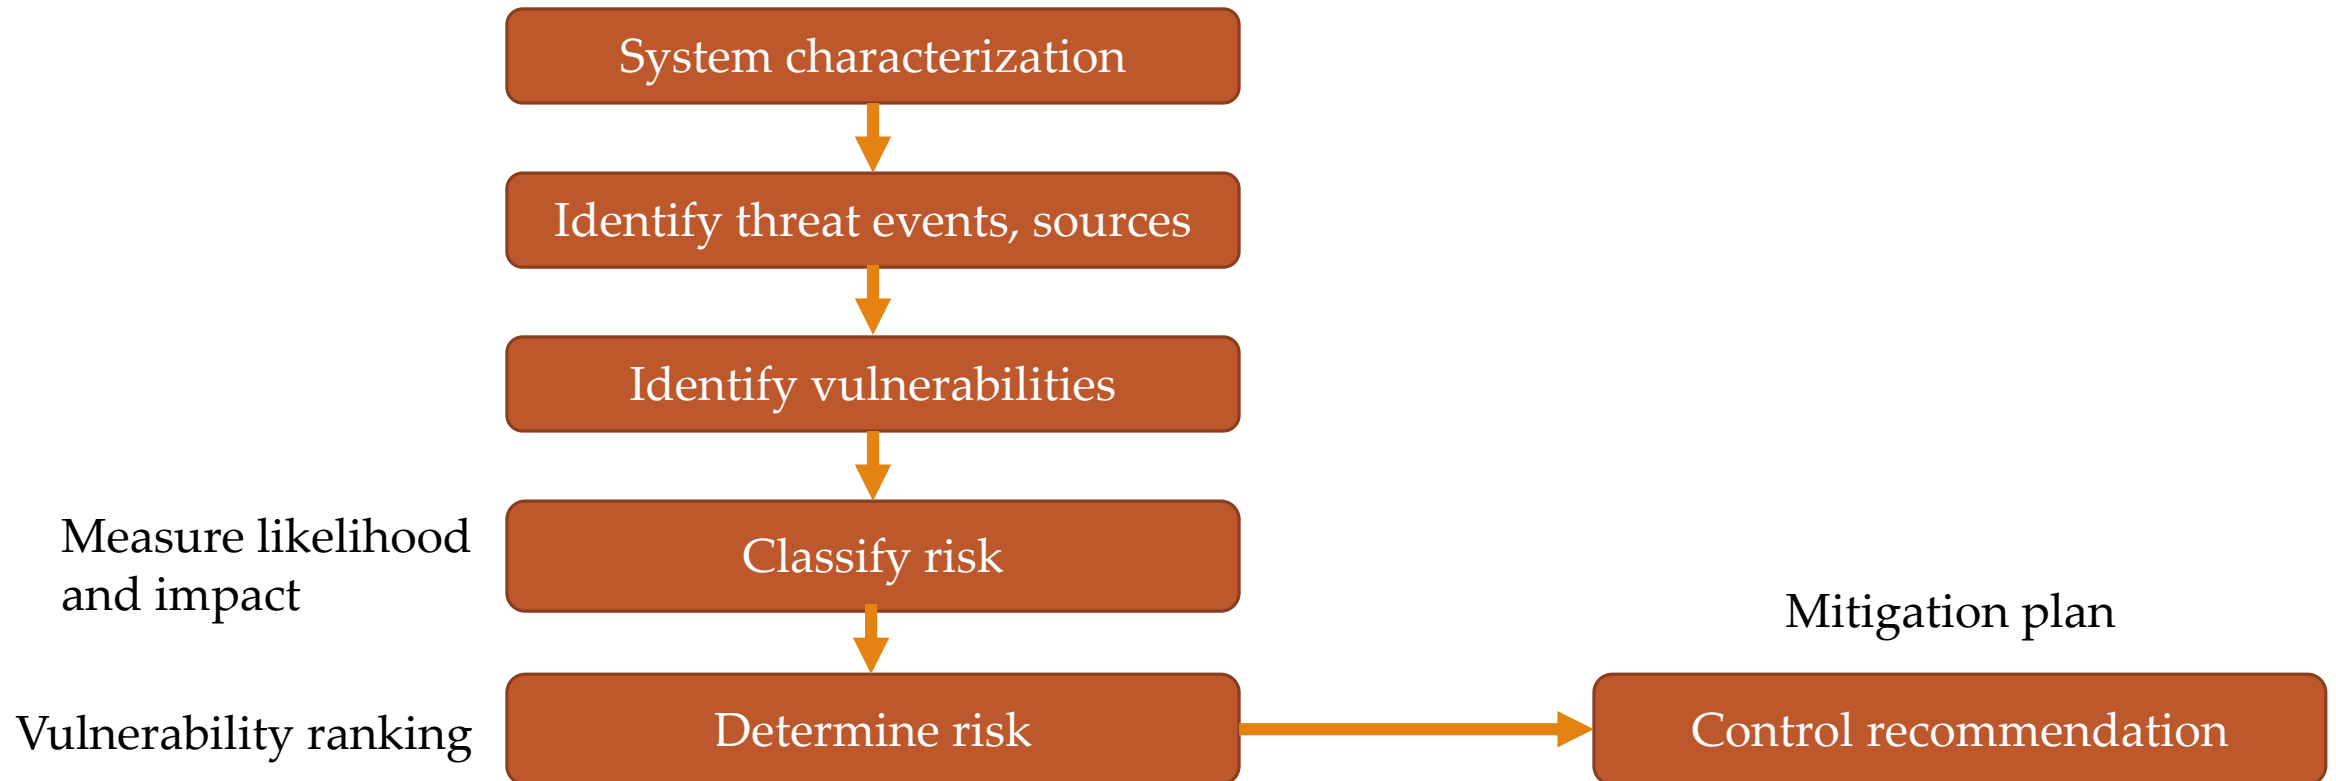 System characterization
Identify threat events, sources
Identify vulnerabilities
Measure likelihood
and impact
Classify risk
Vulnerability ranking
Determine risk
Mitigation plan
Control recommendation